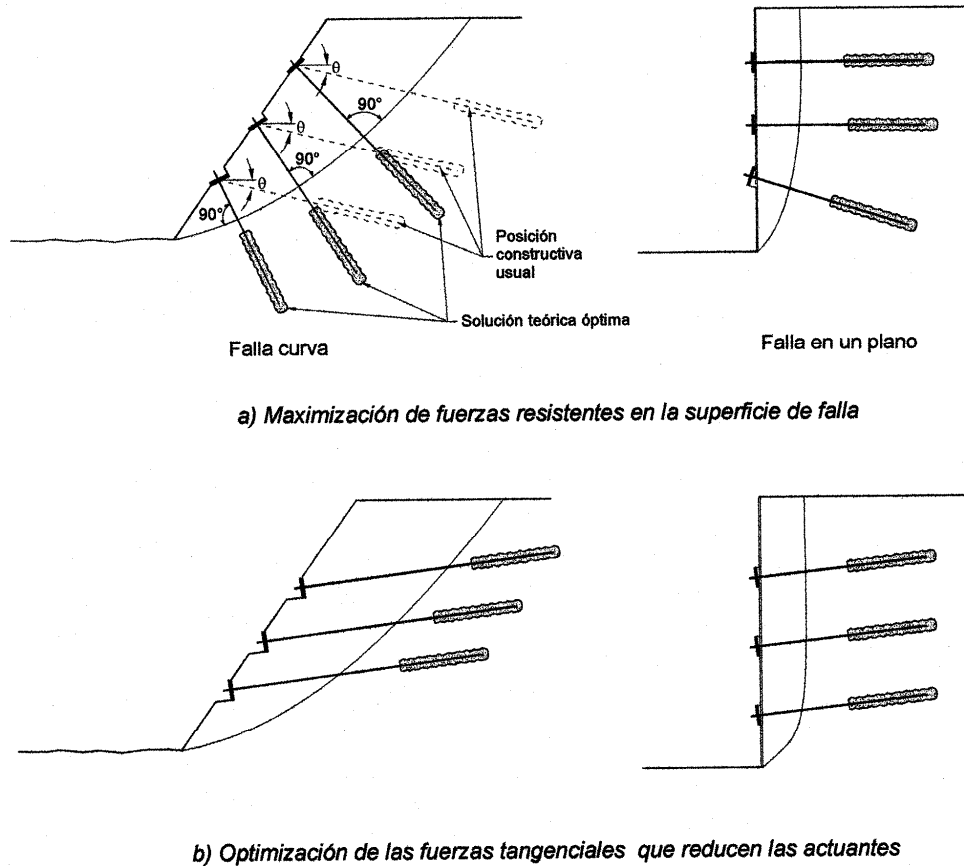 θ
90°
θ
90°
θ
90°
Posición
constructiva
usual
Solución teórica óptima
Falla curva
Falla en un plano
a) Maximización de fuerzas resistentes en la superficie de falla
b) Optimización de las fuerzas tangenciales que reducen las actuantes